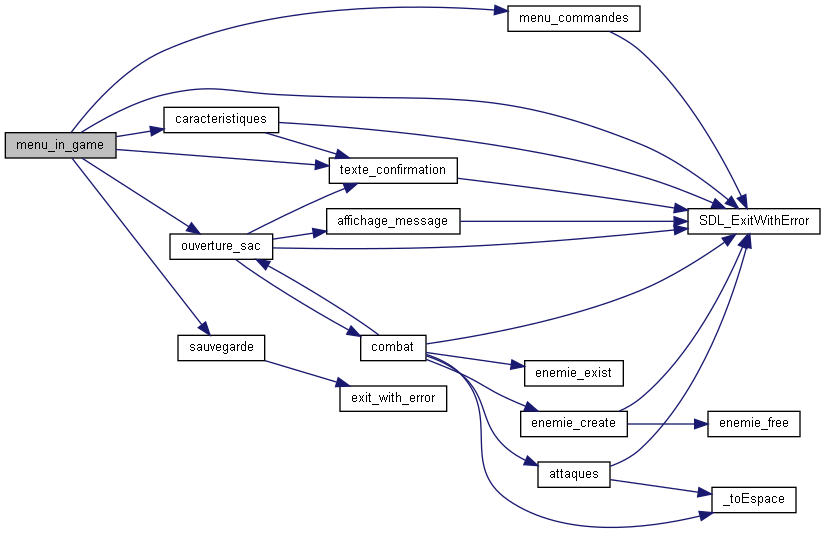 menu_commandes
caracteristiques
menu_in_game
texte_confirmation
affichage_message
SDL_ExitWithError
ouverture_sac
sauvegarde
combat
enemie_exist
exit_with_error
enemie_create
enemie_free
attaques
_toEspace